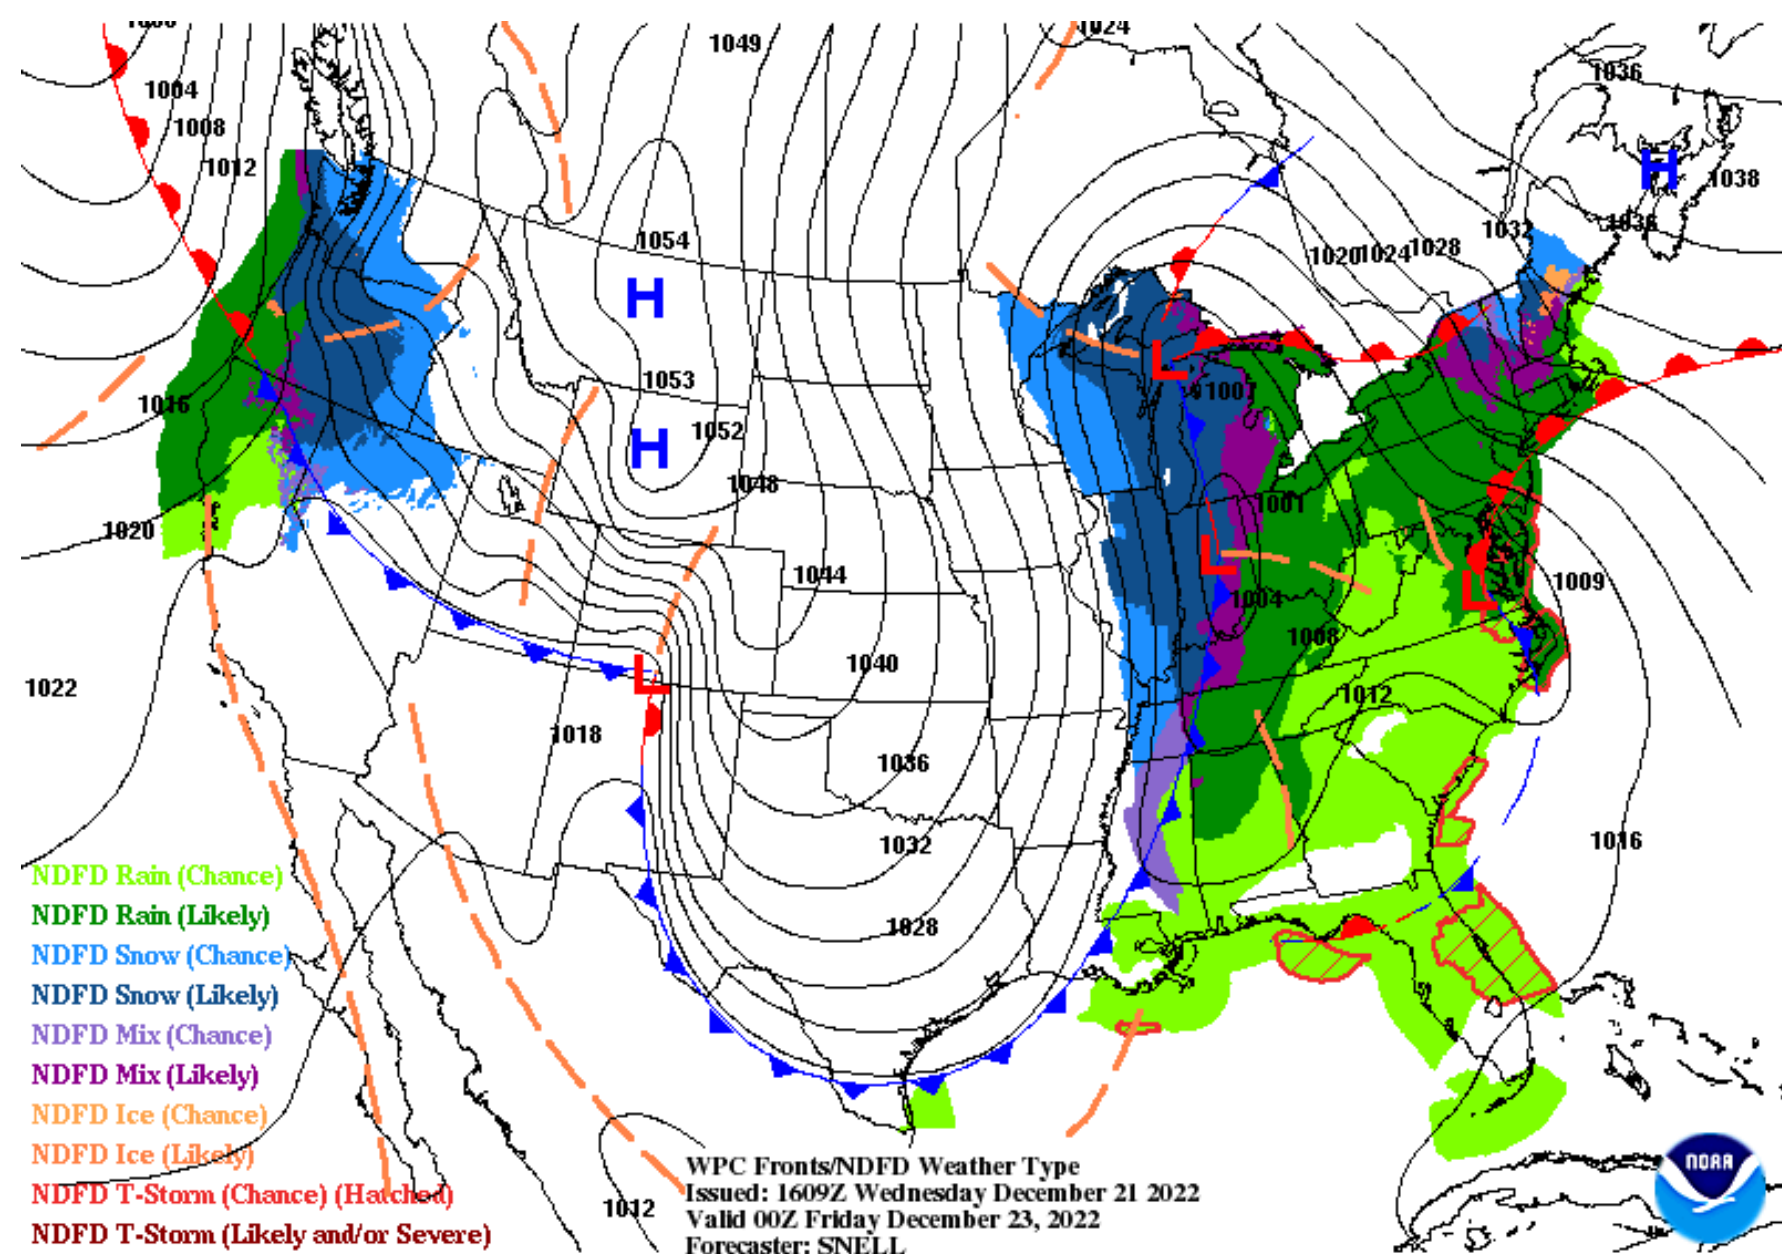 1024
1049
1036
1004
1008
1012
1038
1032
1036
1028
1024
1020
1054
H
H
1053
1007
L
1016
1052
H
1048
1001
1020
L
1009
1044
1004
L
1008
1040
1022
L
1012
1018
1036
1032
1016
1028
NDFD Rain (Chance)
NDFD Rain (Likely)
NDFD Snow (Chance)
NDFD Snow (Likely)
NDFD Mix (Chance)
NDFD Mix (Likely)
NDFD Ice (Chance)
NDFD Ice (Likely)
NDFD T-Storm (Chance) (Hatched)
NDFD T-Storm (Likely and/or Severe)
1012
WPC Fronts/NDFD Weather Type
Issued: 1609Z Wednesday December 21 2022
Valid 00Z Friday December 23, 2022
Forecaster: SNELL
NOAA